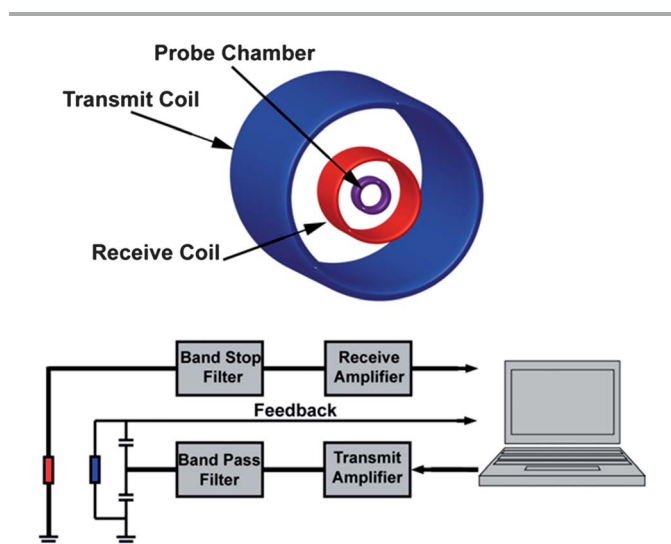 Probe Chamber
Transmit Coil
Receive Coil
Band Stop
Filter
Receive
Amplifier
Feedback
Band Pass
Filter
Transmit
Amplifier